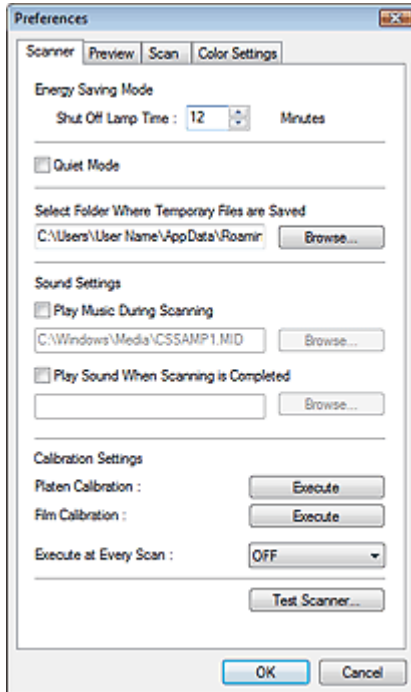 Preferences
Scanner Preview Scan Color Settings
Energy Saving Mode
Shut Off Lamp Time : 12 Minutes
Quiet Mode
Select Folder Where Temporary Files are Saved
C:\Users\User Name\AppData\Roamin Browse...
Sound Settings
Play Music During Scanning
C:\Windows\Media\CSSAMP1.MID Browse...
Play Sound When Scanning is Completed
Browse...
Calibration Settings
Platen Calibration : Execute
Film Calibration : Execute
Execute at Every Scan : OFF
Test Scanner...
OK Cancel